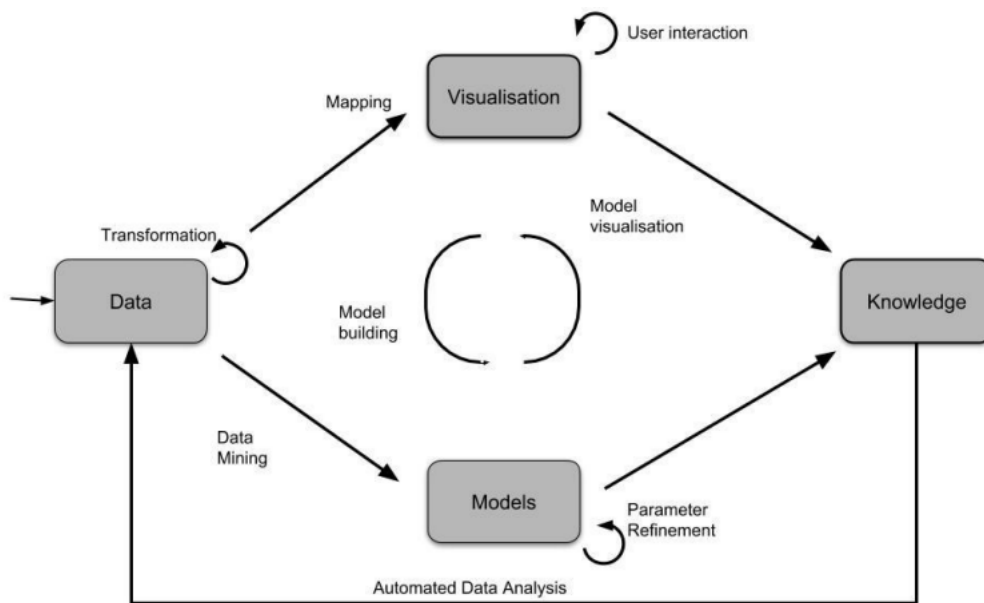 User interaction
Visualisation
Mapping
Model
visualisation
Transformation
Data
Knowledge
Model
building
Data
Mining
Models
Parameter
Refinement
Automated Data Analysis